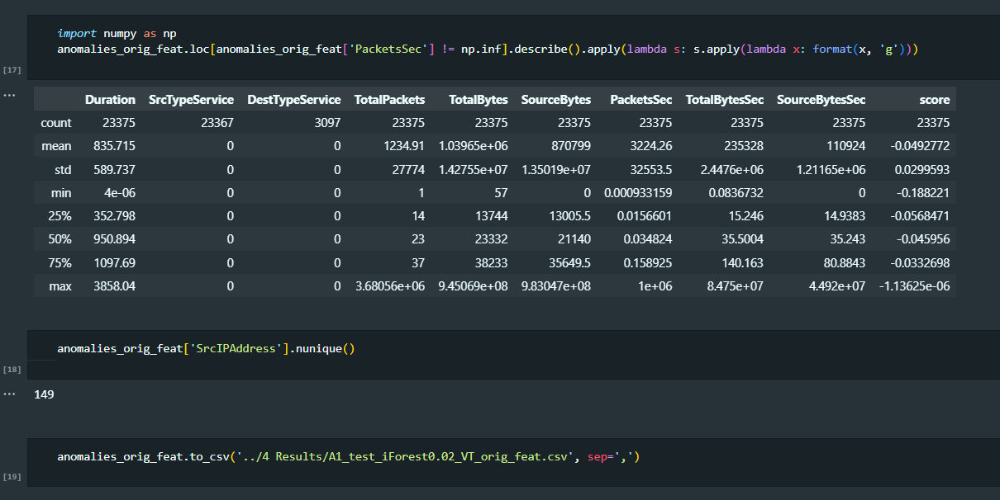 import numpy as np
anomalies_orig_feat.loc[anomalies_orig_feat['PacketsSec'] != np.inf].describe().apply(lambda s: s.apply(lambda x: format(x, 'g')))
[17]
...
Duration SrcTypeService DestTypeService TotalPackets TotalBytes SourceBytes PacketsSec TotalBytesSec SourceBytesSec score
count 23375 23367 3097 23375 23375 23375 23375 23375 23375 23375
mean 835.715 0 0 1234.91 1.03965e+06 870799 3224.26 235328 110924 -0.0492772
std 589.737 0 0 27774 1.42755e+07 1.35019e+07 32553.5 2.4476e+06 1.21165e+06 0.0299593
min 4e-06 0 0 1 57 0 0.000933159 0.0836732 0 -0.188221
25% 352.798 0 0 14 13744 13005.5 0.0156601 15.246 14.9383 -0.0568471
50% 950.894 0 0 23 23332 21140 0.034824 35.5004 35.243 -0.045956
75% 1097.69 0 0 37 38233 35649.5 0.158925 140.163 80.8843 -0.0332698
max 3858.04 0 0 3.68056e+06 9.45069e+08 9.83047e+08 1e+06 8.475e+07 4.492e+07 -1.13625e-06
anomalies_orig_feat['SrcIPAddress'].nunique()
[18]
...
149
anomalies_orig_feat.to_csv('../4 Results/A1_test_iForest0.02_VT_orig_feat.csv', sep=',')
[19]